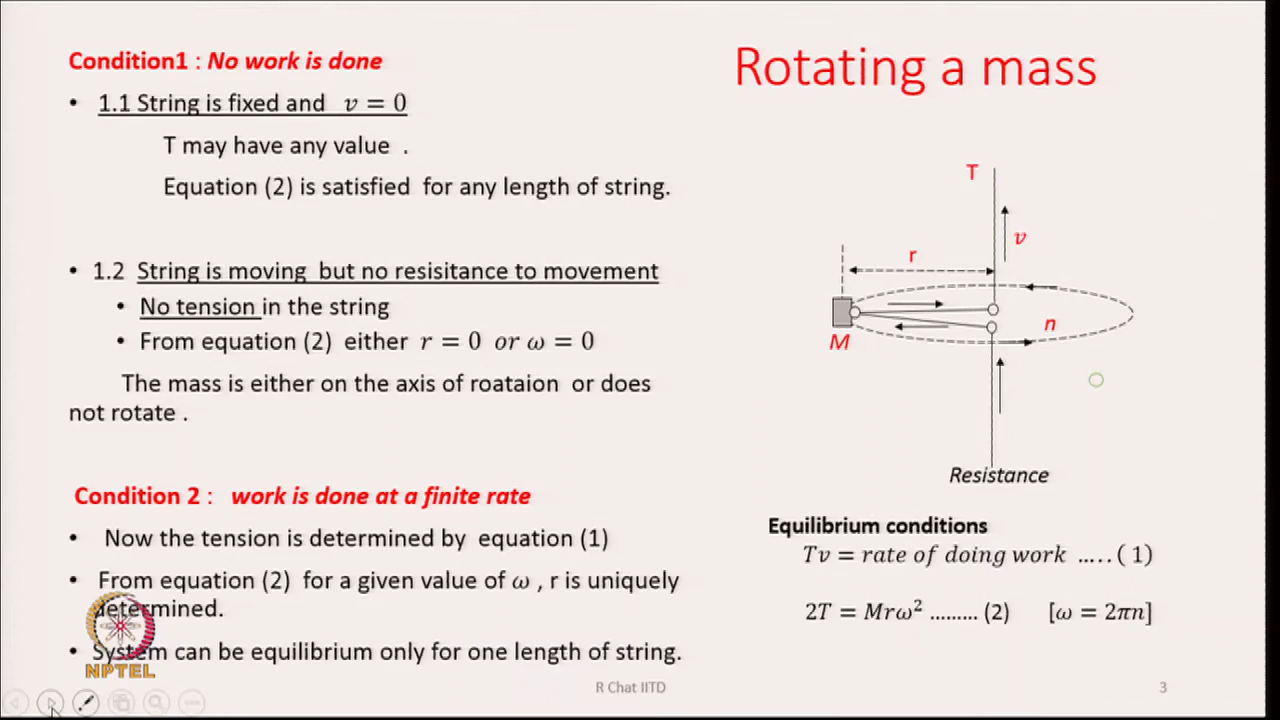 Condition1 : No work is done
Rotating a mass
• 1.1 String is fixed and v = 0
T may have any value .
Equation (2) is satisfied for any length of string.
• 1.2 String is moving but no resisitance to movement
• No tension in the string
• From equation (2) either r = 0 or ω = 0
The mass is either on the axis of roataion or does
not rotate .
Condition 2 : work is done at a finite rate
• Now the tension is determined by equation (1)
• From equation (2) for a given value of ω , r is uniquely
determined.
• System can be equilibrium only for one length of string.
T
v
r
n
M
Resistance
Equilibrium conditions
Tv = rate of doing work ….. ( 1)
2T = Mrω² ……… (2) [ω = 2πn]
NPTEL
R Chat IITD
3